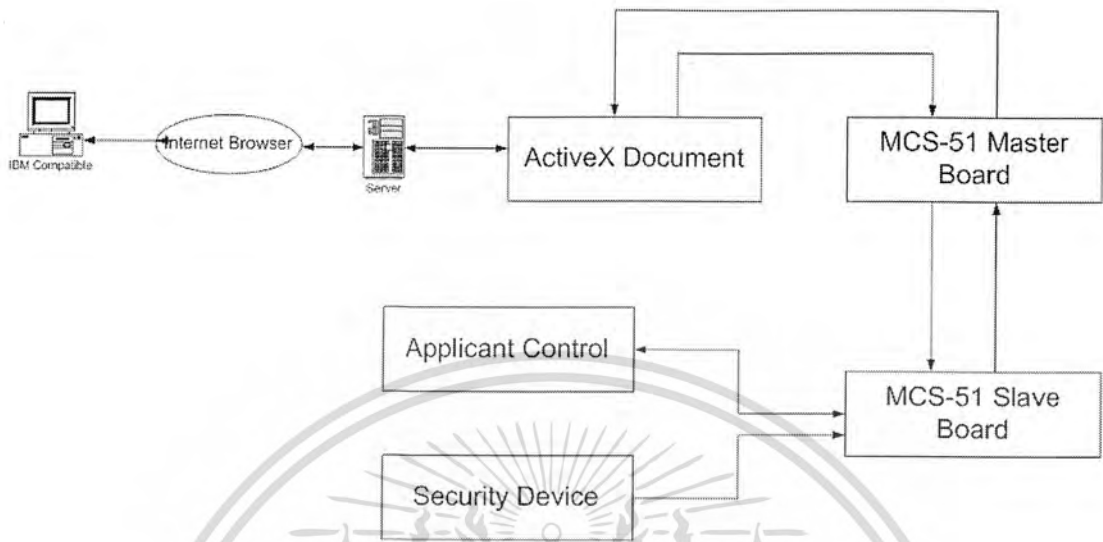 IBM Compatible
Internet Browser
Server
ActiveX Document
MCS-51 Master
Board
Applicant Control
MCS-51 Slave
Board
Security Device